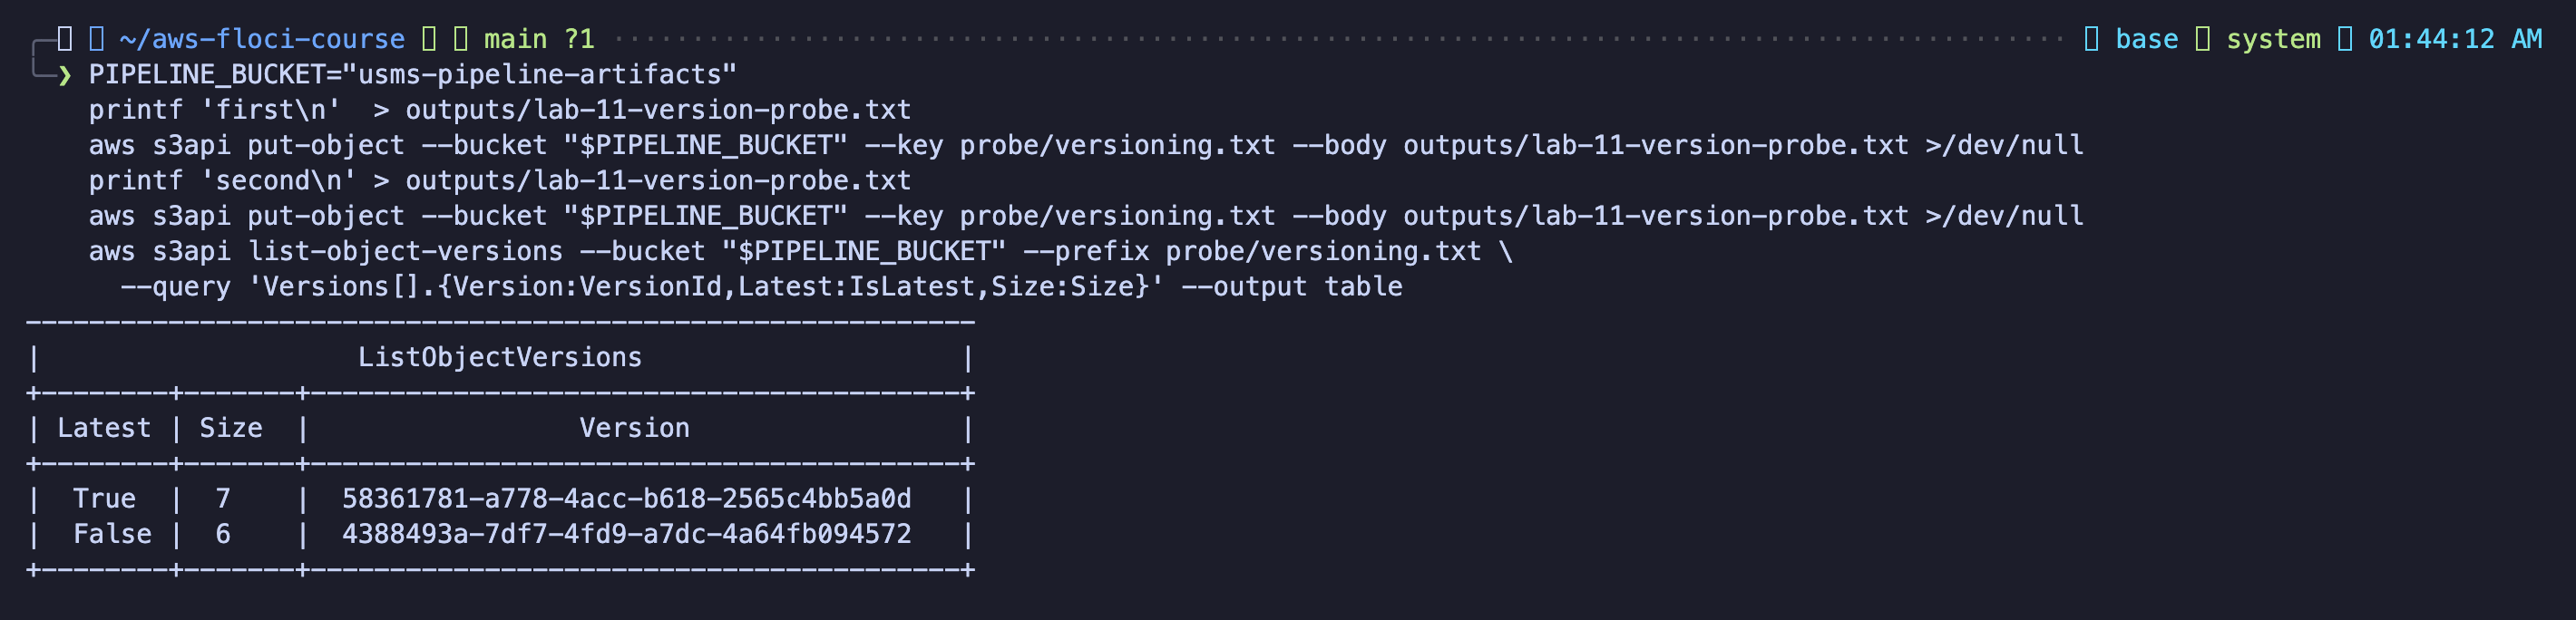 ~/aws-floci-course main ?1 base system 01:44:12 AM
❯ PIPELINE_BUCKET="usms-pipeline-artifacts"
printf 'first\n'  > outputs/lab-11-version-probe.txt
aws s3api put-object --bucket "$PIPELINE_BUCKET" --key probe/versioning.txt --body outputs/lab-11-version-probe.txt >/dev/null
printf 'second\n' > outputs/lab-11-version-probe.txt
aws s3api put-object --bucket "$PIPELINE_BUCKET" --key probe/versioning.txt --body outputs/lab-11-version-probe.txt >/dev/null
aws s3api list-object-versions --bucket "$PIPELINE_BUCKET" --prefix probe/versioning.txt \
--query 'Versions[].{Version:VersionId,Latest:IsLatest,Size:Size}' --output table
------------------------------------------------------------
|                    ListObjectVersions                    |
+--------+-------+-----------------------------------------+
| Latest | Size  |                 Version                 |
+--------+-------+-----------------------------------------+
|  True  |  7    |  58361781-a778-4acc-b618-2565c4bb5a0d   |
|  False |  6    |  4388493a-7df7-4fd9-a7dc-4a64fb094572   |
+--------+-------+-----------------------------------------+